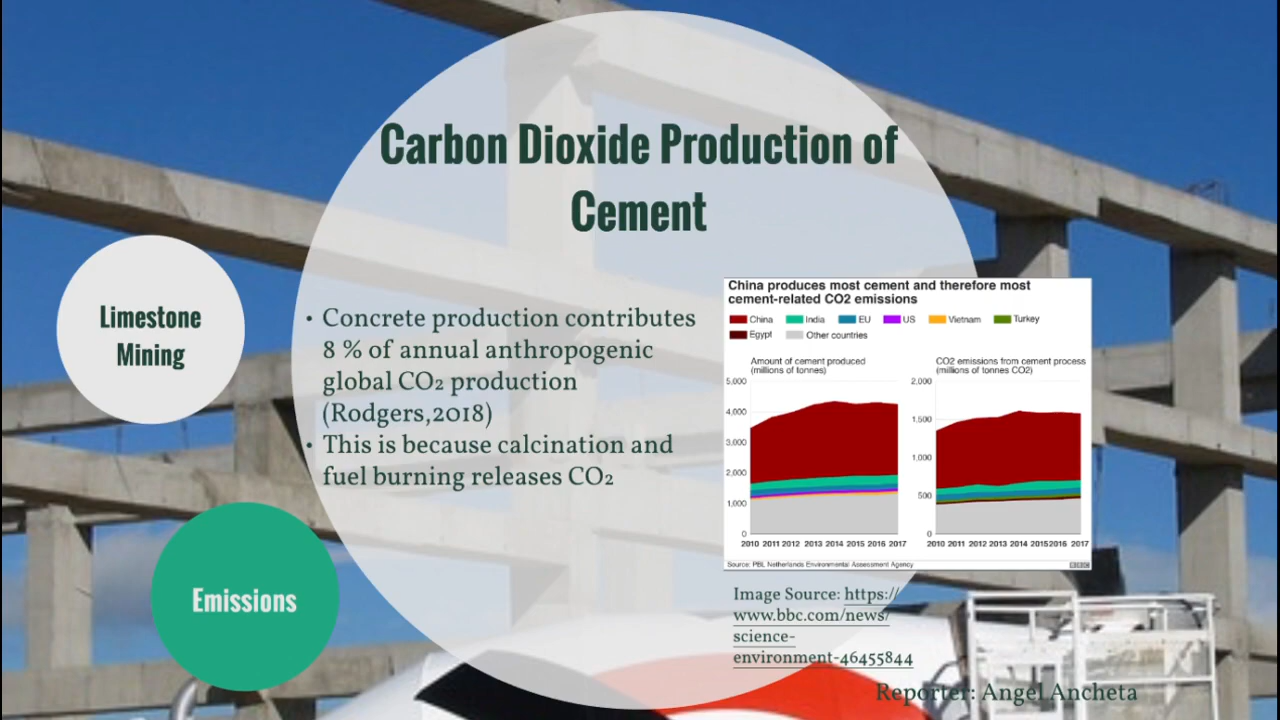 Carbon Dioxide Production of
Cement
Limestone
Mining
Emissions
• Concrete production contributes
8 % of annual anthropogenic
global CO₂ production
(Rodgers,2018)
• This is because calcination and
fuel burning releases CO₂
China produces most cement and therefore most
cement-related CO2 emissions
China India EU US Vietnam Turkey
Egypt Other countries
Amount of cement produced
(millions of tonnes)
5,000
4,000
3,000
2,000
1,000
0
2010 2011 2012 2013 2014 2015 2016 2017
CO2 emissions from cement process
(millions of tonnes CO2)
2,000
1,500
1,000
500
0
2010 2011 2012 2013 2014 2015 2016 2017
Source: PBL Netherlands Environmental Assessment Agency
BBC
Image Source: https://
www.bbc.com/news/
science-
environment-46455844
Reporter: Angel Ancheta